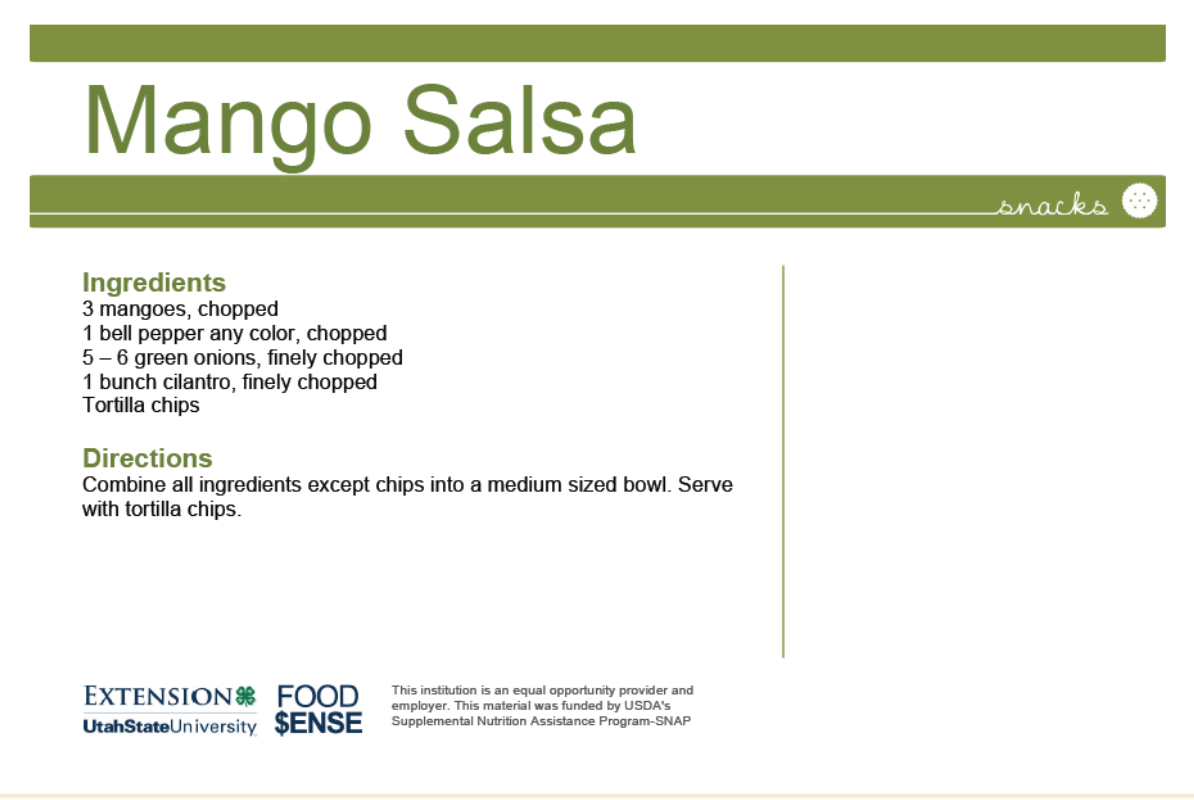 Mango Salsa
snacks
Ingredients
3 mangoes, chopped
1 bell pepper any color, chopped
5 – 6 green onions, finely chopped
1 bunch cilantro, finely chopped
Tortilla chips
Directions
Combine all ingredients except chips into a medium sized bowl. Serve
with tortilla chips.
EXTENSION
UtahStateUniversity
FOOD
$ENSE
This institution is an equal opportunity provider and
employer. This material was funded by USDA's
Supplemental Nutrition Assistance Program-SNAP